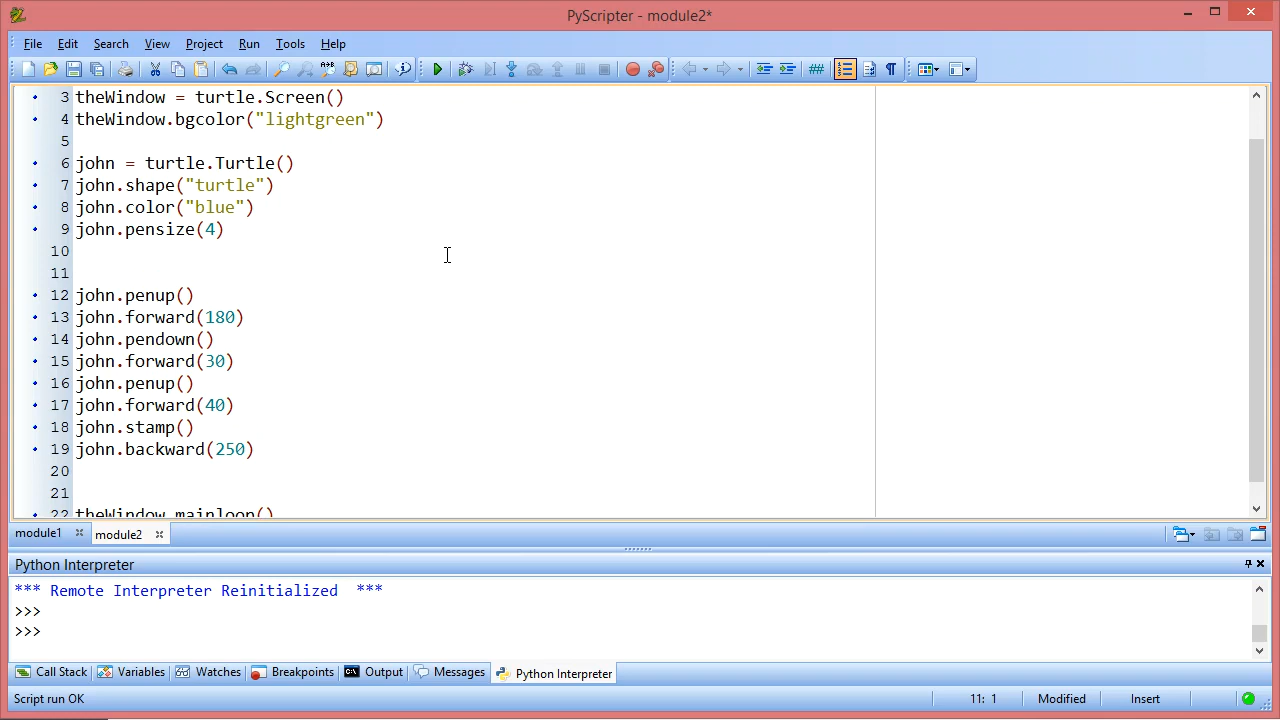 PyScripter - module2*
File Edit Search View Project Run Tools Help
3 theWindow = turtle.Screen()
4 theWindow.bgcolor("lightgreen")
5
6 john = turtle.Turtle()
7 john.shape("turtle")
8 john.color("blue")
9 john.pensize(4)
10
11
12 john.penup()
13 john.forward(180)
14 john.pendown()
15 john.forward(30)
16 john.penup()
17 john.forward(40)
18 john.stamp()
19 john.backward(250)
20
21
22 theWindow.mainloop()
module1 module2
Python Interpreter
*** Remote Interpreter Reinitialized ***
>>>
>>>
Call Stack Variables Watches Breakpoints Output Messages Python Interpreter
Script run OK 11: 1 Modified Insert